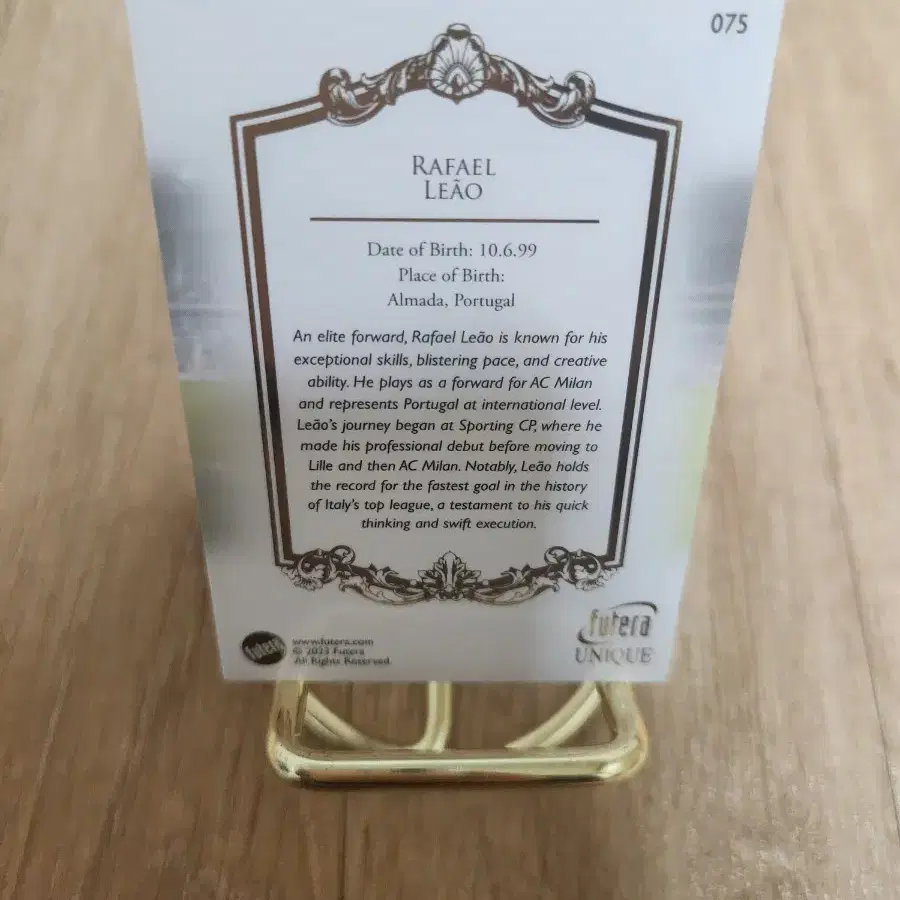 075
RAFAEL
LEÃO
Date of Birth: 10.6.99
Place of Birth:
Almada, Portugal
An elite forward, Rafael Leão is known for his
exceptional skills, blistering pace, and creative
ability. He plays as a forward for AC Milan
and represents Portugal at international level.
Leão's journey began at Sporting CP, where he
made his professional debut before moving to
Lille and then AC Milan. Notably, Leão holds
the record for the fastest goal in the history
of Italy's top league, a testament to his quick
thinking and swift execution.
futera
UNIQUE
futera
www.futera.com
© 2023 Futera
All Rights Reserved.